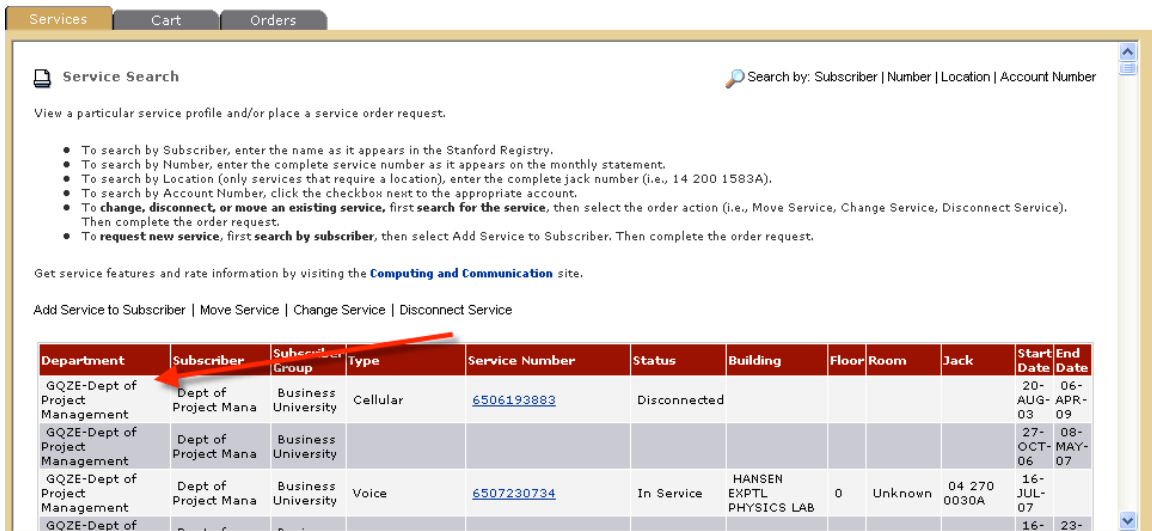 Services Cart Orders
Service Search Search by: Subscriber | Number | Location | Account Number
View a particular service profile and/or place a service order request.
● To search by Subscriber, enter the name as it appears in the Stanford Registry.
● To search by Number, enter the complete service number as it appears on the monthly statement.
● To search by Location (only services that require a location), enter the complete jack number (i.e., 14 200 1583A).
● To search by Account Number, click the checkbox next to the appropriate account.
● To change, disconnect, or move an existing service, first search for the service, then select the order action (i.e., Move Service, Change Service, Disconnect Service).
Then complete the order request.
● To request new service, first search by subscriber, then select Add Service to Subscriber. Then complete the order request.
Get service features and rate information by visiting the Computing and Communication site.
Add Service to Subscriber | Move Service | Change Service | Disconnect Service
Department Subscriber Subscriber Group Type Service Number Status Building Floor Room Jack Start Date End Date
GQZE-Dept of Project Management Dept of Project Mana Business University Cellular 6506193883 Disconnected 20-AUG-03 06-APR-09
GQZE-Dept of Project Management Dept of Project Mana Business University 27-OCT-06 08-MAY-07
GQZE-Dept of Project Management Dept of Project Mana Business University Voice 6507230734 In Service HANSEN EXPTL PHYSICS LAB 0 Unknown 04 270 0030A 16-JUL-07
GQZE-Dept of 16- 23-